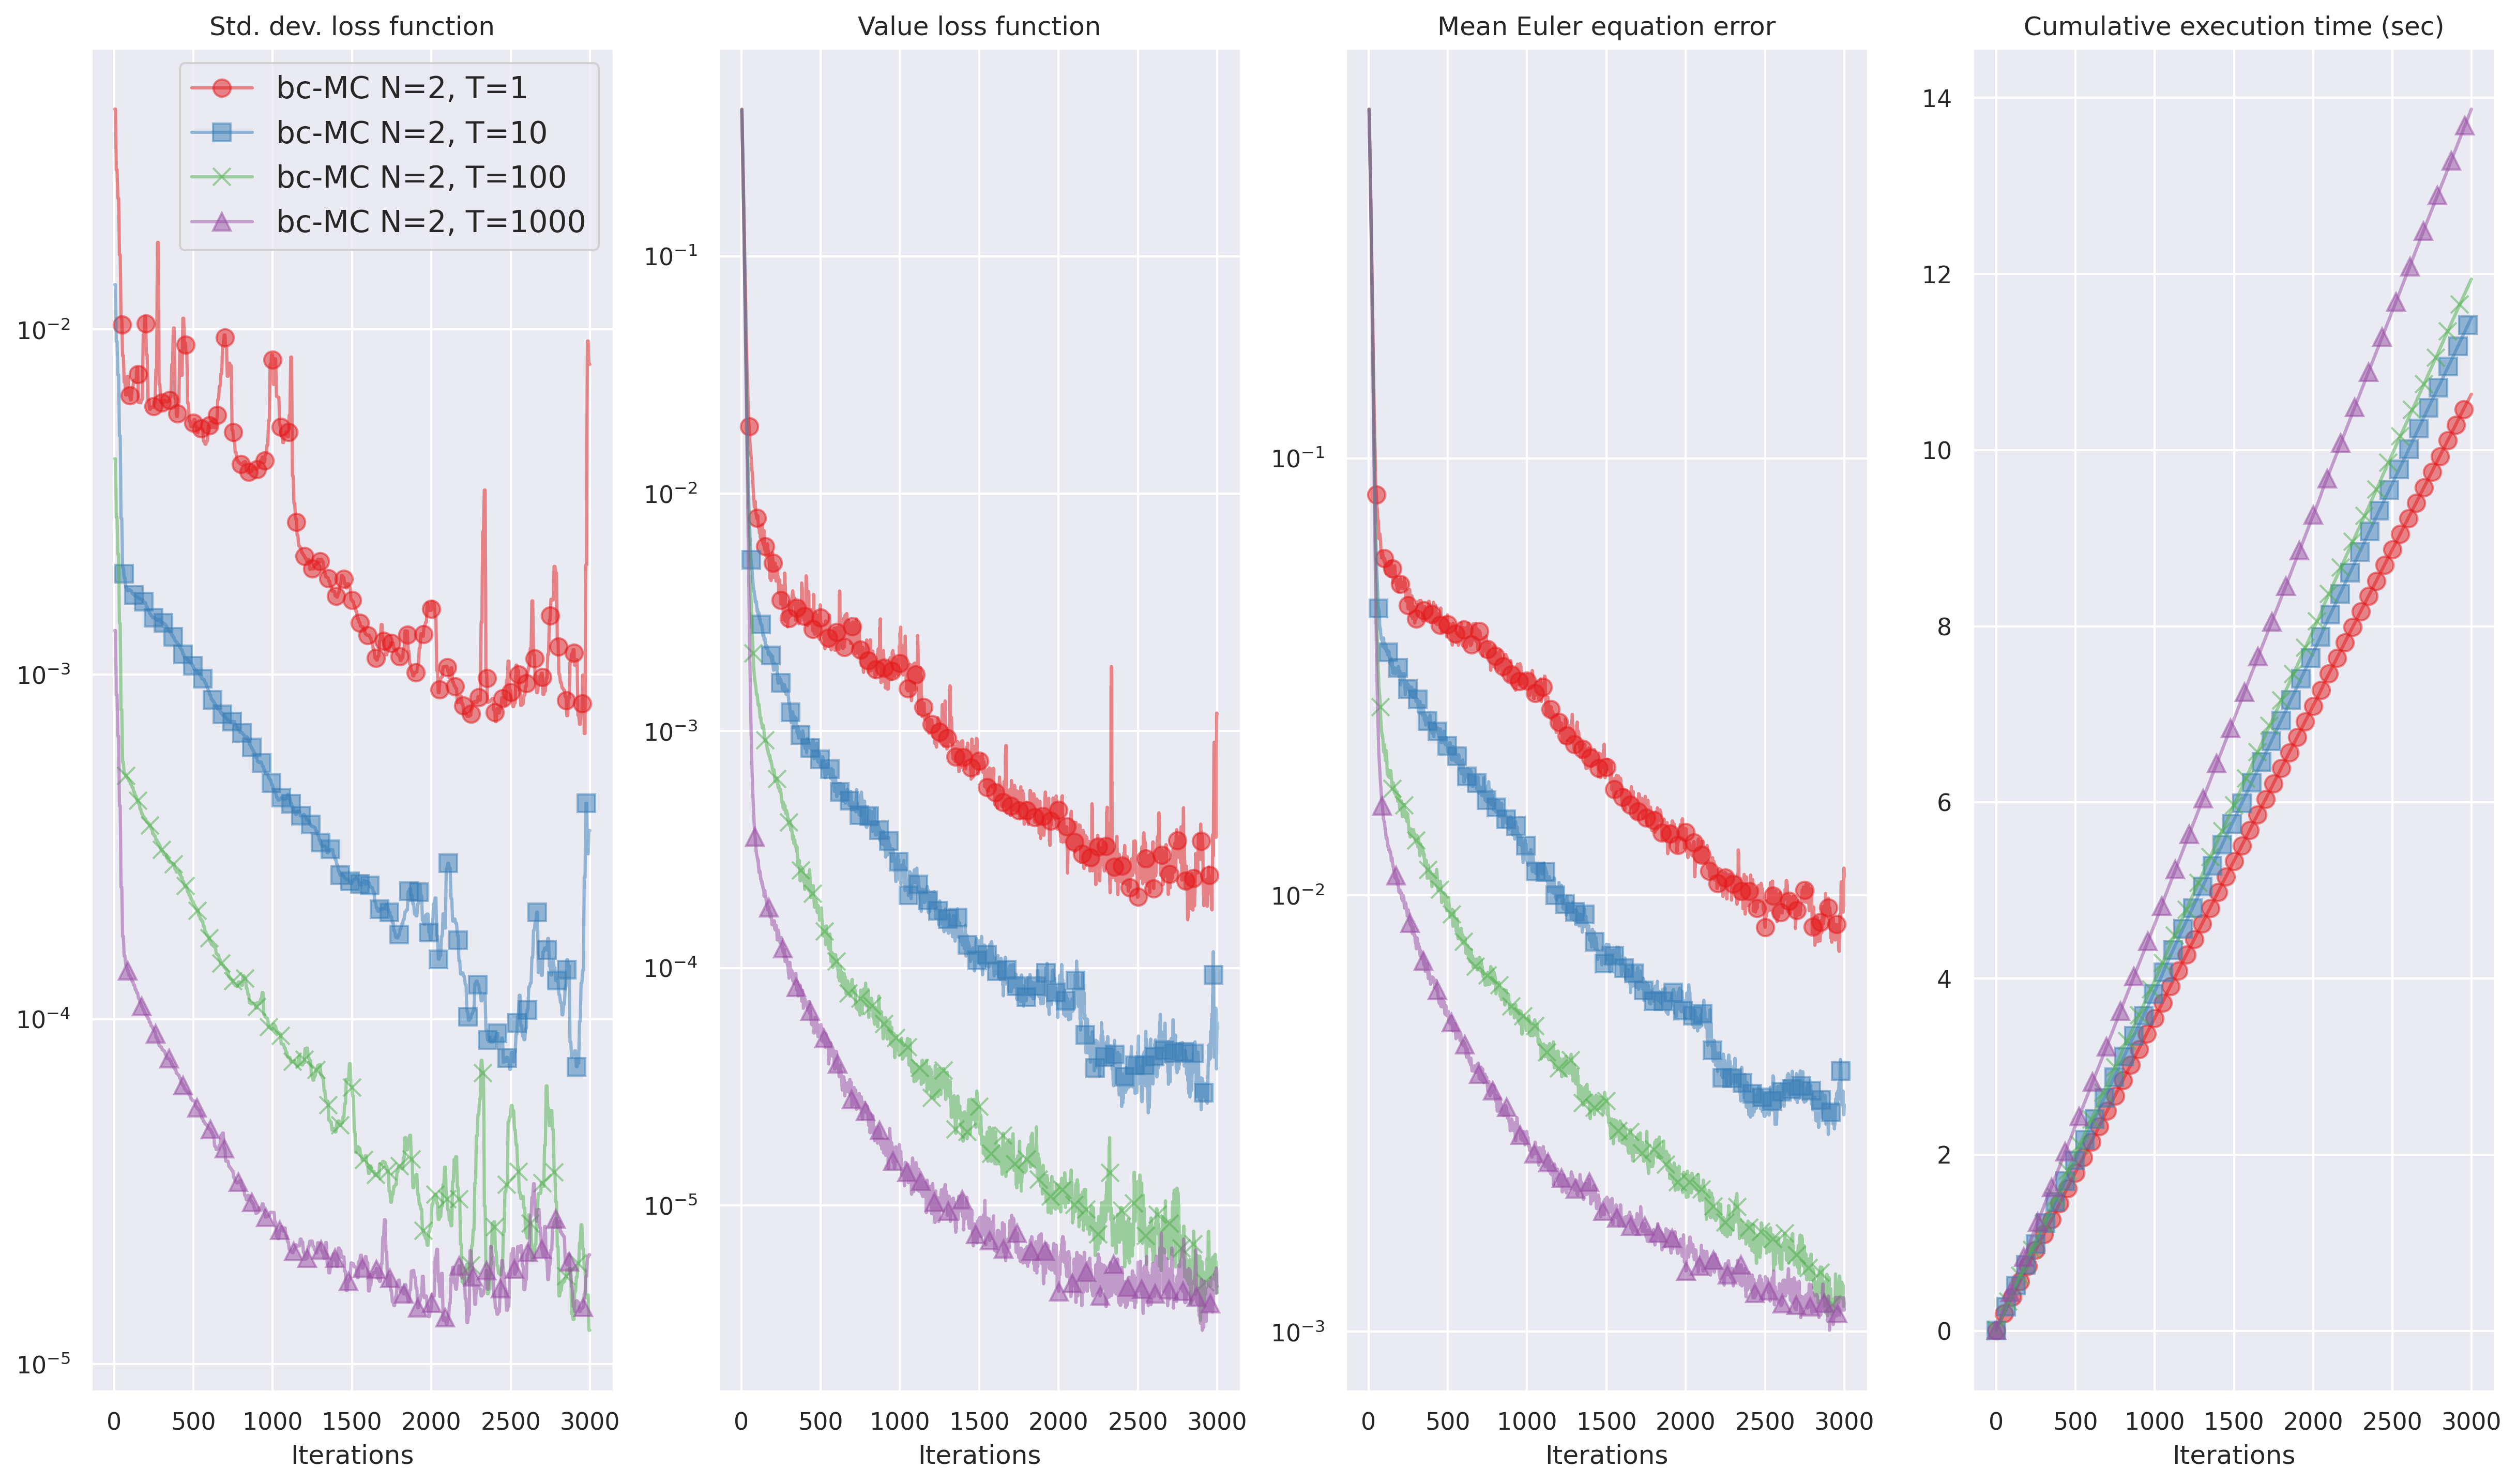 Std. dev. loss function
bc-MC N=2, T=1
bc-MC N=2, T=10
bc-MC N=2, T=100
bc-MC N=2, T=1000
10⁻²
10⁻³
10⁻⁴
10⁻⁵
0 500 1000 1500 2000 2500 3000
Iterations
Value loss function
10⁻¹
10⁻²
10⁻³
10⁻⁴
10⁻⁵
0 500 1000 1500 2000 2500 3000
Iterations
Mean Euler equation error
10⁻¹
10⁻²
10⁻³
0 500 1000 1500 2000 2500 3000
Iterations
Cumulative execution time (sec)
14
12
10
8
6
4
2
0
0 500 1000 1500 2000 2500 3000
Iterations